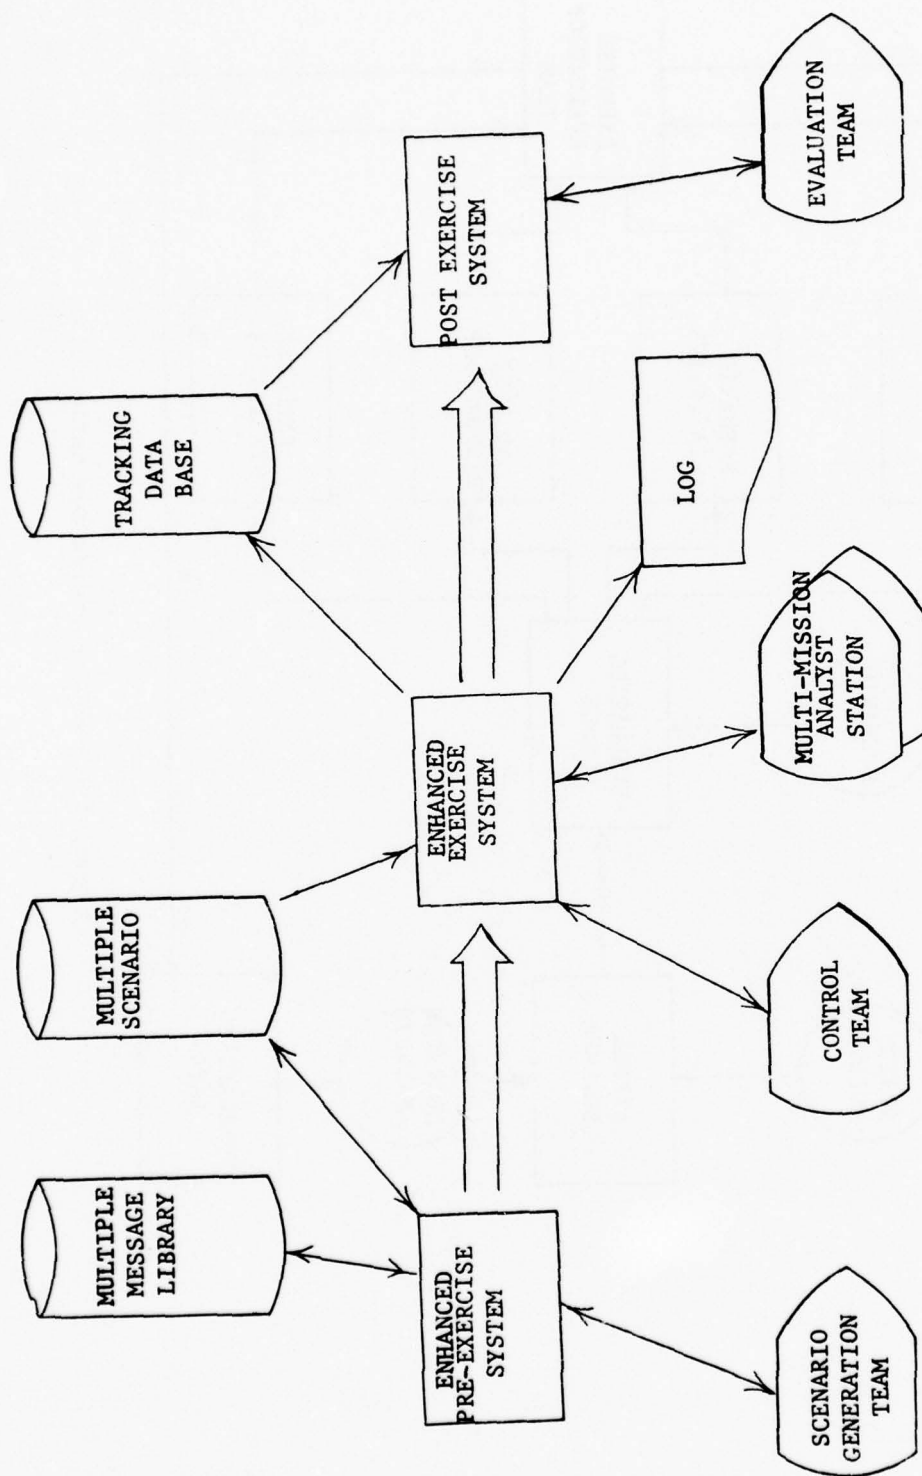 MULTIPLE
MESSAGE
LIBRARY
MULTIPLE
SCENARIO
TRACKING
DATA
BASE
ENHANCED
PRE-EXERCISE
SYSTEM
ENHANCED
EXERCISE
SYSTEM
POST EXERCISE
SYSTEM
LOG
SCENARIO
GENERATION
TEAM
CONTROL
TEAM
MULTI-MISSION
ANALYST
STATION
EVALUATION
TEAM